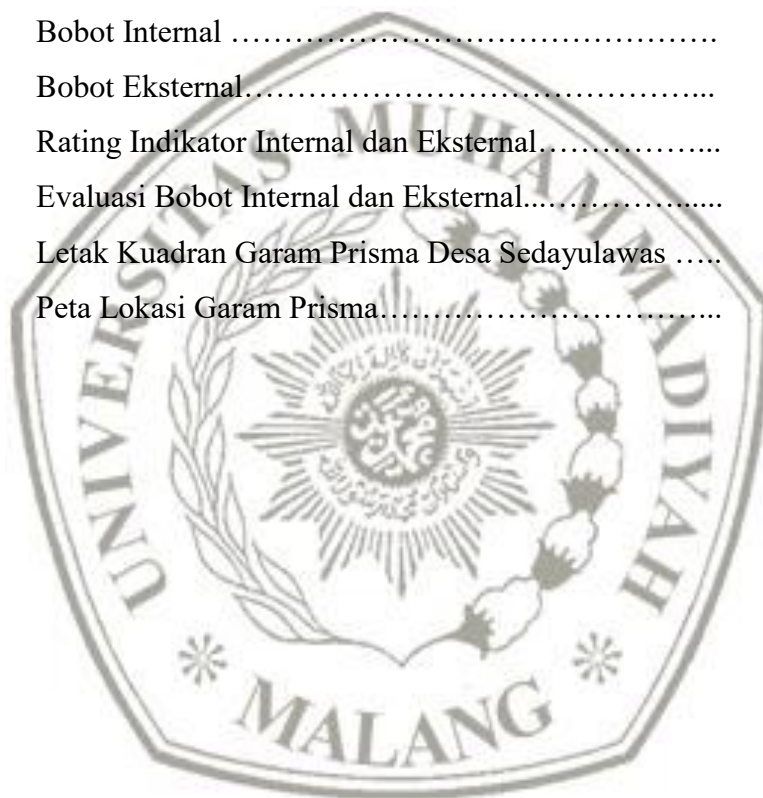 Bobot Internal ……………………………………….
Bobot Eksternal……………………………………...
Rating Indikator Internal dan Eksternal……………...
Evaluasi Bobot Internal dan Eksternal..…………......
Letak Kuadran Garam Prisma Desa Sedayulawas …..
Peta Lokasi Garam Prisma…………………………...
UNIVERSITAS MUHAMMADIYAH
MALANG